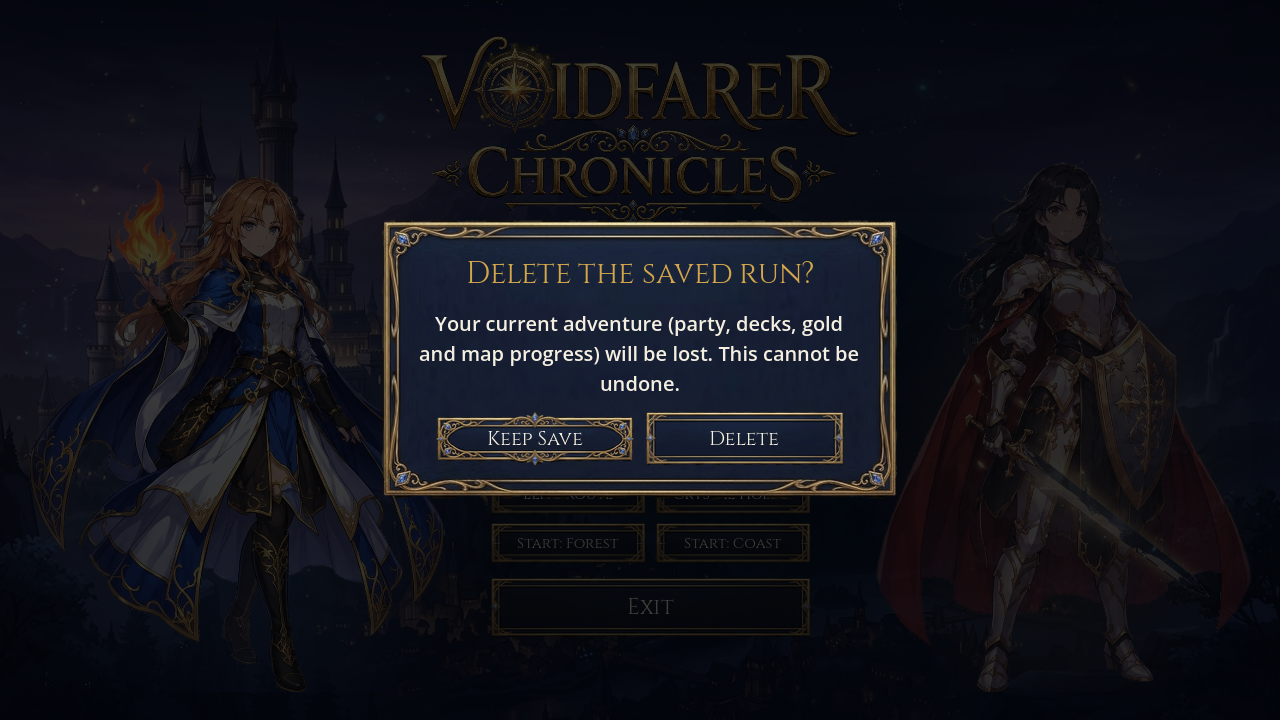 VOIDFARER
CHRONICLES
DELETE THE SAVED RUN?
Your current adventure (party, decks, gold
and map progress) will be lost. This cannot be
undone.
KEEP SAVE
DELETE
START: FOREST
START: COAST
EXIT